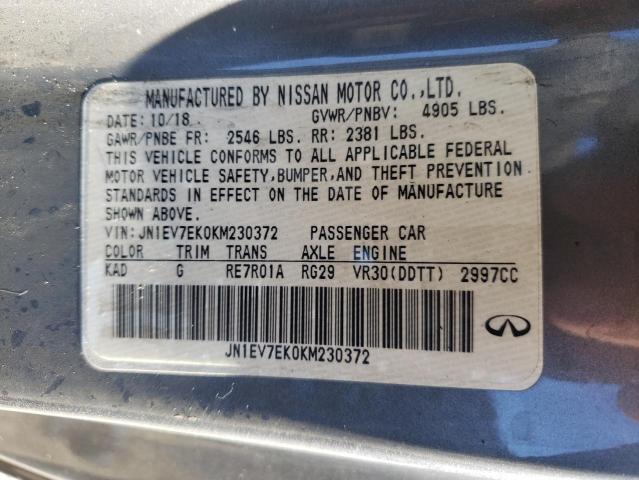 MANUFACTURED BY NISSAN MOTOR CO.,LTD.
DATE: 10/18 GVWR/PNBV: 4905 LBS.
GAWR/PNBE FR: 2546 LBS. RR: 2381 LBS.
THIS VEHICLE CONFORMS TO ALL APPLICABLE FEDERAL
MOTOR VEHICLE SAFETY,BUMPER,AND THEFT PREVENTION
STANDARDS IN EFFECT ON THE DATE OF MANUFACTURE
SHOWN ABOVE.
VIN:JN1EV7EK0KM230372 PASSENGER CAR
COLOR TRIM TRANS AXLE ENGINE
KAD G RE7R01A RG29 VR30(DDTT) 2997CC
JN1EV7EK0KM230372